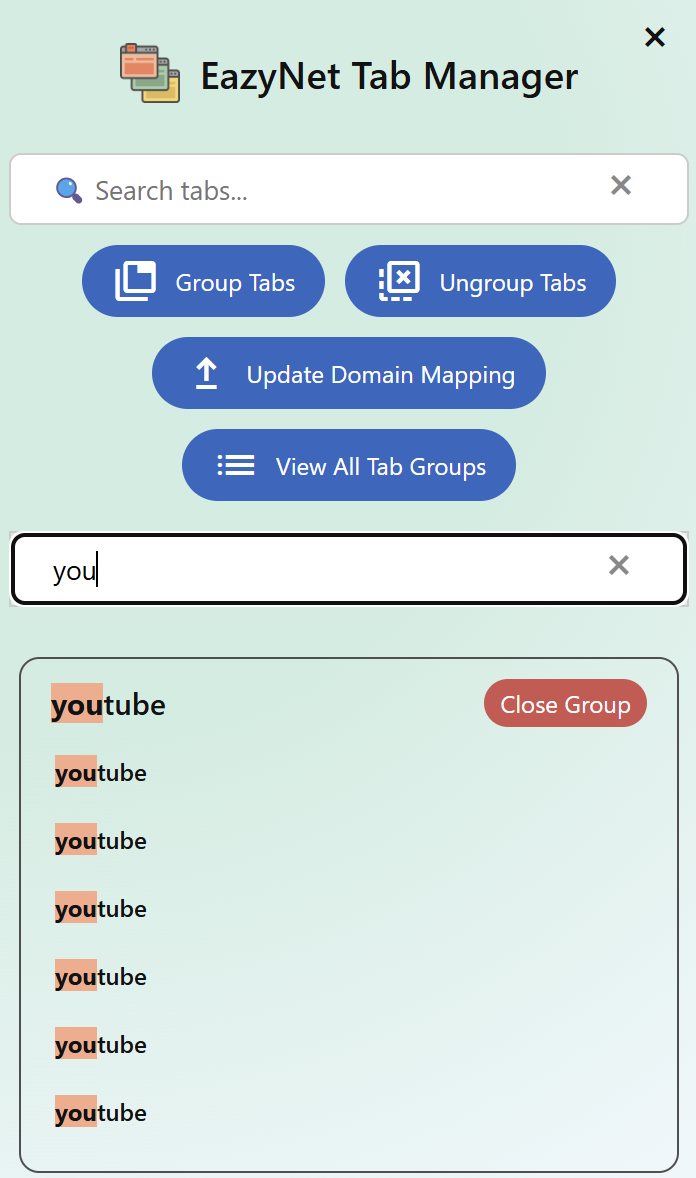 EazyNet Tab Manager
Search tabs...
Group Tabs Ungroup Tabs
Update Domain Mapping
View All Tab Groups
you
youtube Close Group
youtube
youtube
youtube
youtube
youtube
youtube